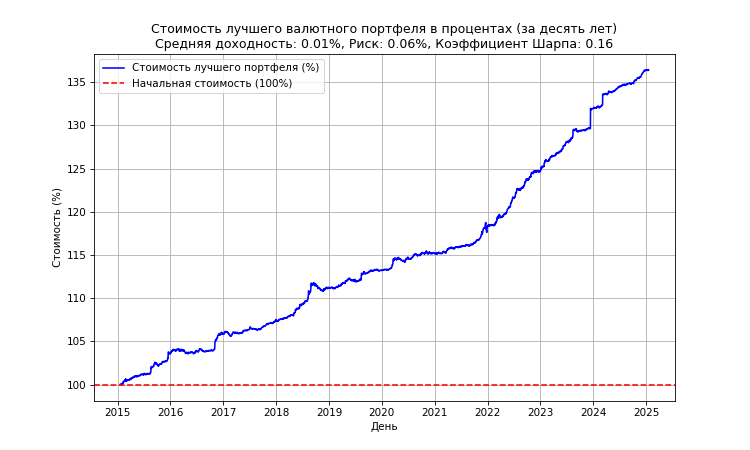 Стоимость лучшего валютного портфеля в процентах (за десять лет)
Средняя доходность: 0.01%, Риск: 0.06%, Коэффициент Шарпа: 0.16
Стоимость лучшего портфеля (%)
Начальная стоимость (100%)
Стоимость (%)
135
130
125
120
115
110
105
100
2015 2016 2017 2018 2019 2020 2021 2022 2023 2024 2025
День